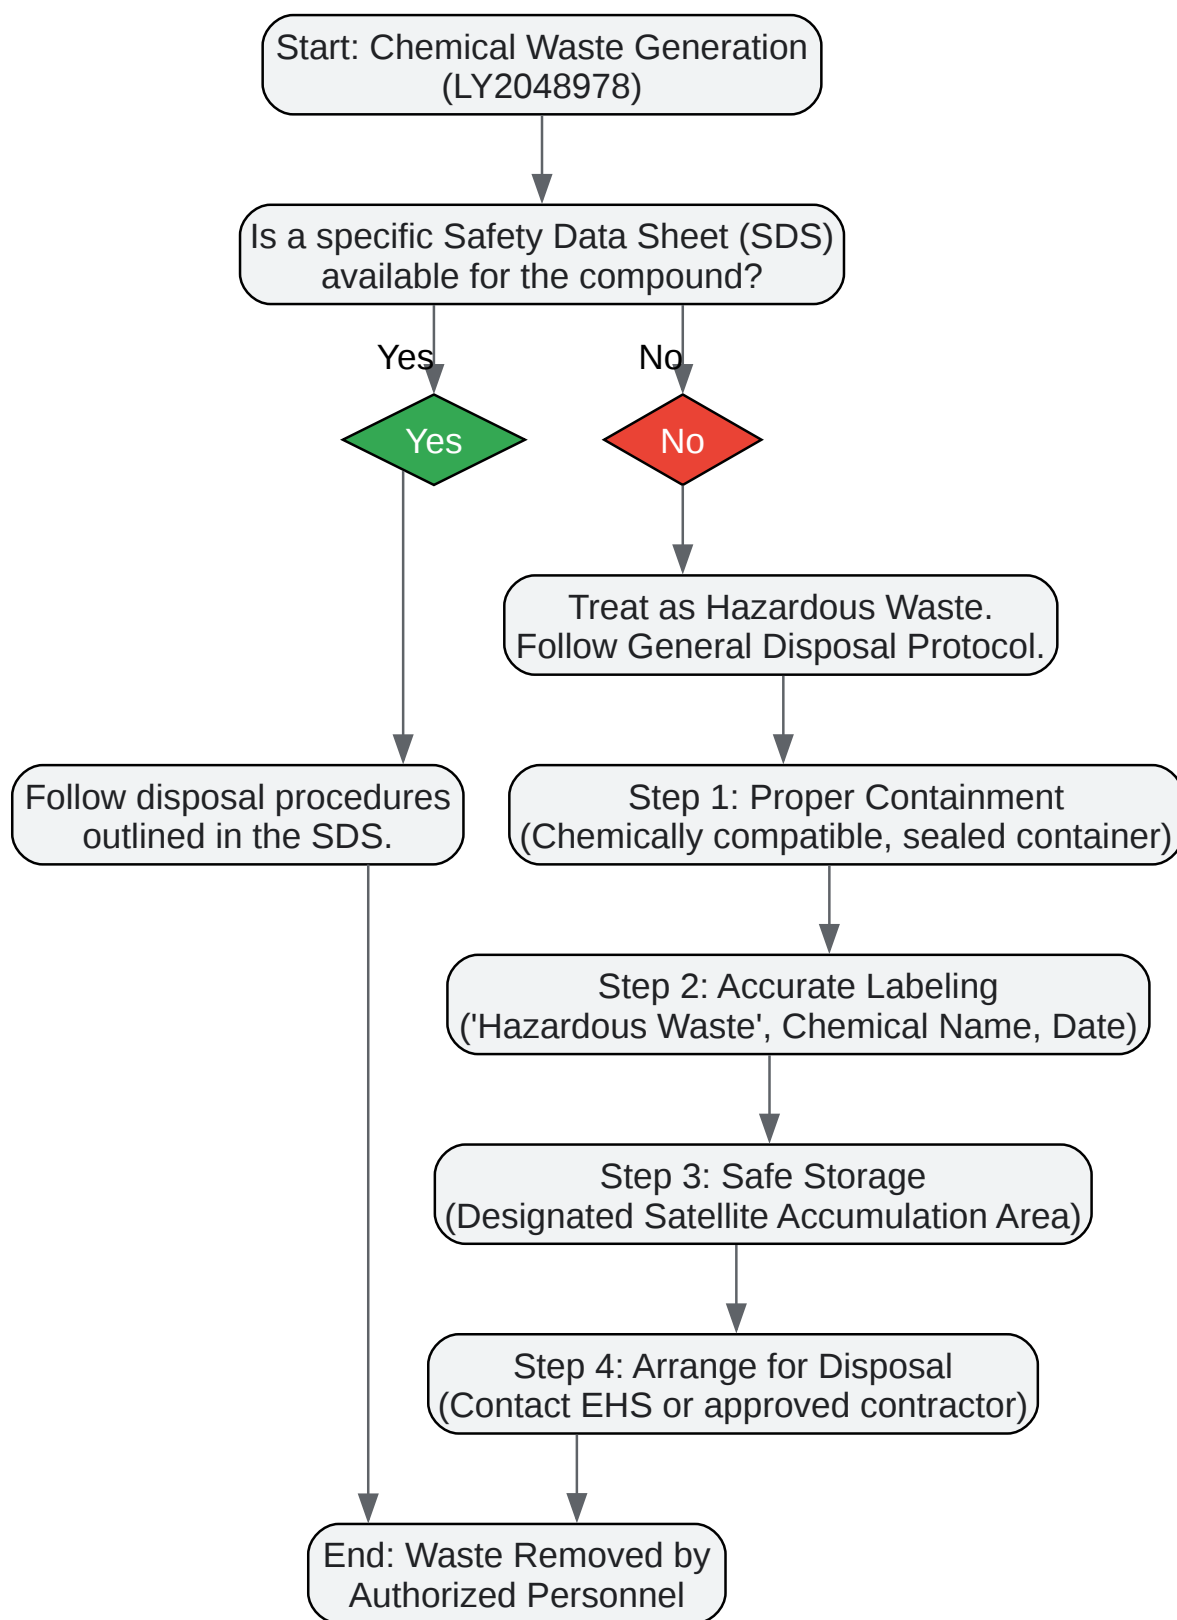 Start: Chemical Waste Generation
(LY2048978)
Is a specific Safety Data Sheet (SDS)
available for the compound?
Yes
No
Yes
No
Treat as Hazardous Waste.
Follow General Disposal Protocol.
Follow disposal procedures
outlined in the SDS.
Step 1: Proper Containment
(Chemically compatible, sealed container)
Step 2: Accurate Labeling
('Hazardous Waste', Chemical Name, Date)
Step 3: Safe Storage
(Designated Satellite Accumulation Area)
Step 4: Arrange for Disposal
(Contact EHS or approved contractor)
End: Waste Removed by
Authorized Personnel